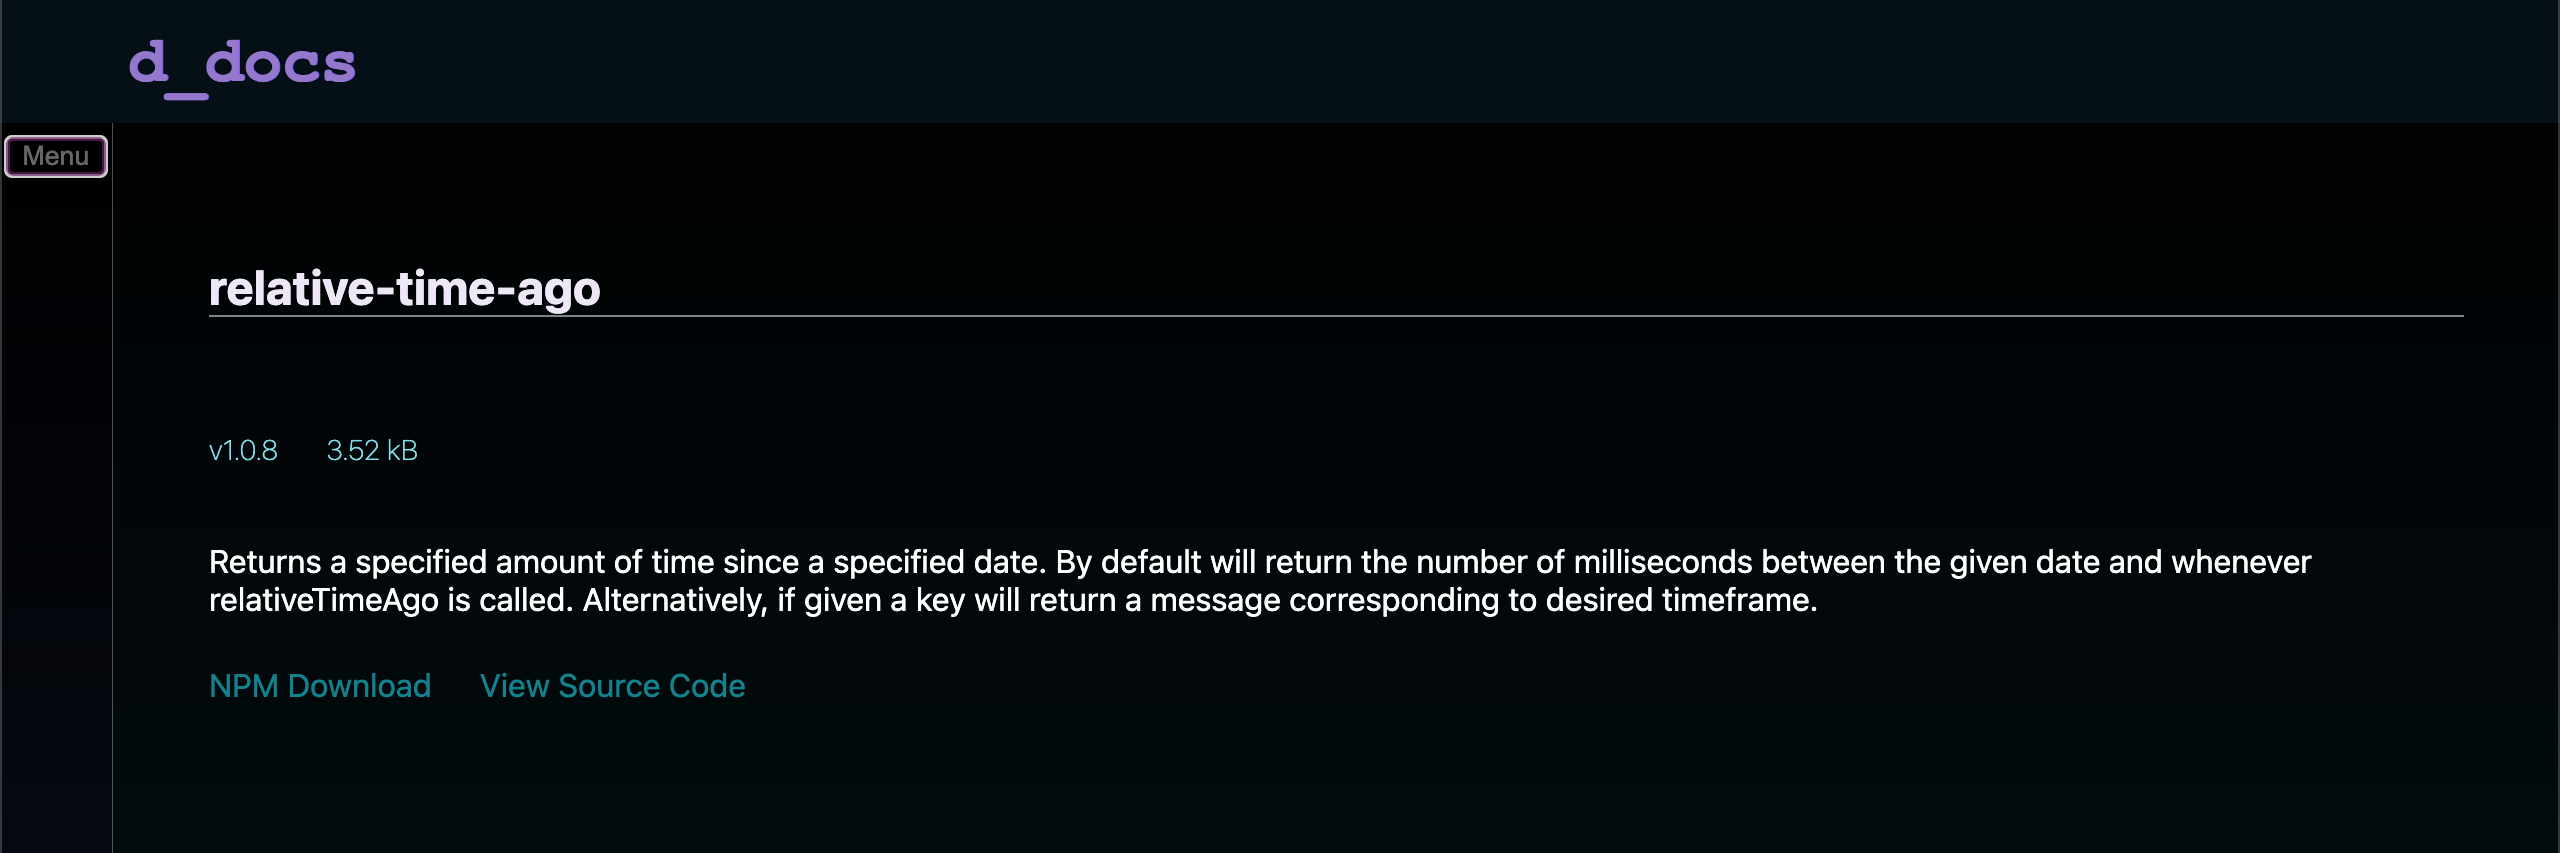 d_docs
Menu
relative-time-ago
v1.0.8 3.52 kB
Returns a specified amount of time since a specified date. By default will return the number of milliseconds between the given date and whenever
relativeTimeAgo is called. Alternatively, if given a key will return a message corresponding to desired timeframe.
NPM Download View Source Code